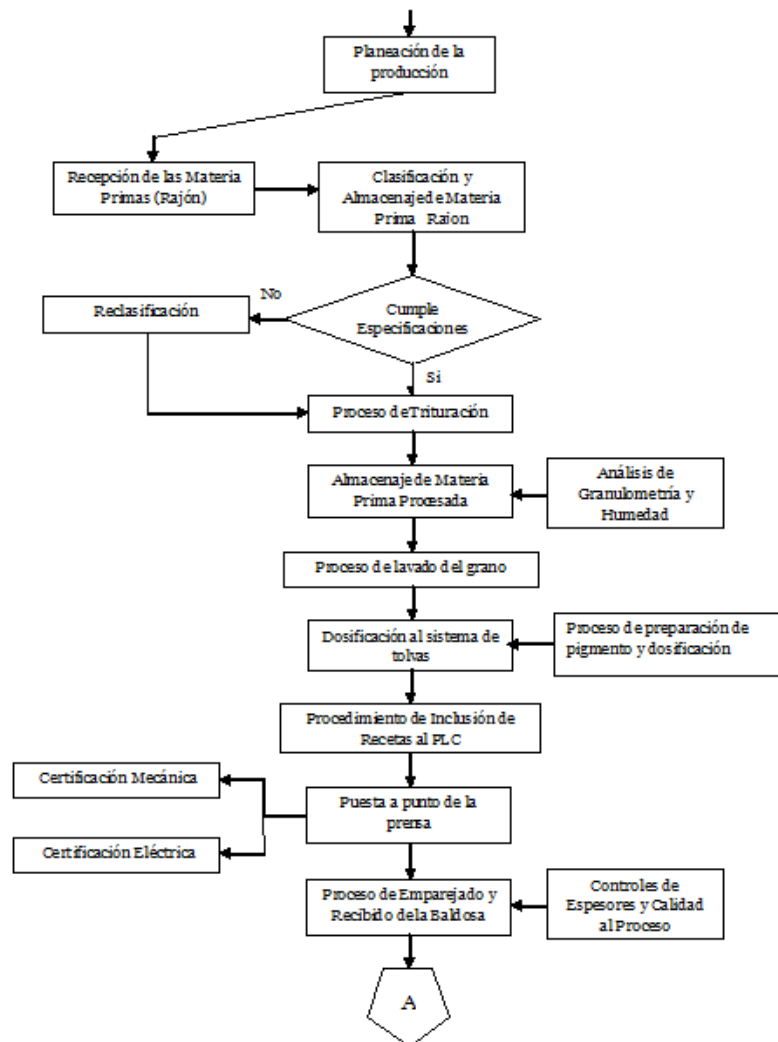 Planeación de la
producción
Recepción de las Materia
Primas (Rajón)
Clasificación y
Almacenaje de Materia
Prima Raion
No
Reclasificación
Cumple
Especificaciones
Si
Proceso de Trituración
Almacenaje de Materia
Prima Procesada
Análisis de
Granulometría y
Humedad
Proceso de lavado del grano
Dosificación al sistema de
tolvas
Proceso de preparación de
pigmento y dosificación
Procedimiento de Inclusión de
Recetas al PLC
Certificación Mecánica
Puesta a punto de la
prensa
Certificación Eléctrica
Proceso de Emparejado y
Recibido dela Baldosa
Controles de
Espesores y Calidad
al Proceso
A